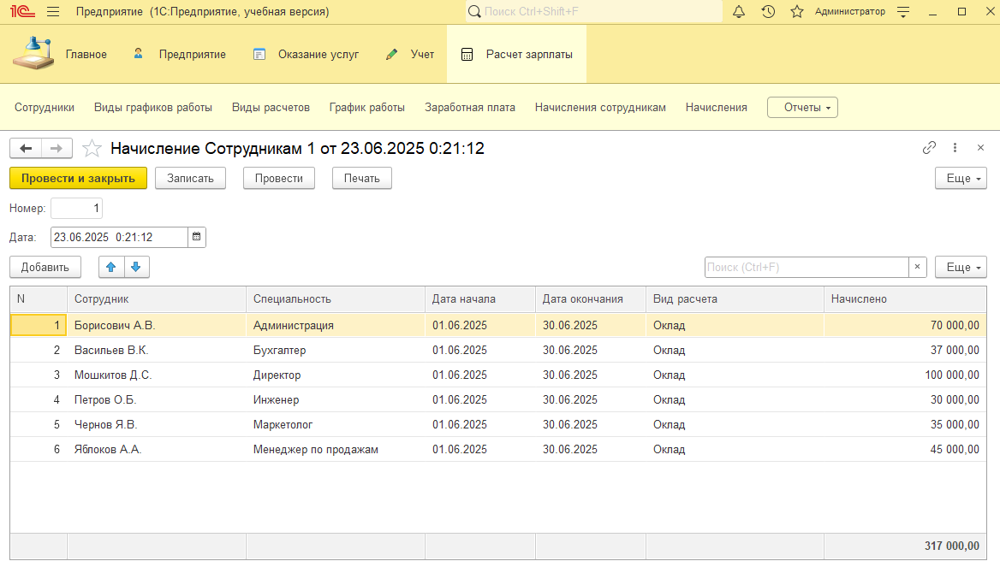 1С Предприятие (1С:Предприятие, учебная версия) Поиск Ctrl+Shift+F Администратор
Главное Предприятие Оказание услуг Учет Расчет зарплаты
Сотрудники Виды графиков работы Виды расчетов График работы Заработная плата Начисления сотрудникам Начисления Отчеты
Начисление Сотрудникам 1 от 23.06.2025 0:21:12
Провести и закрыть Записать Провести Печать Еще
Номер: 1
Дата: 23.06.2025 0:21:12
Добавить Поиск (Ctrl+F) × Еще
N Сотрудник Специальность Дата начала Дата окончания Вид расчета Начислено
1 Борисович А.В. Администрация 01.06.2025 30.06.2025 Оклад 70 000,00
2 Васильев В.К. Бухгалтер 01.06.2025 30.06.2025 Оклад 37 000,00
3 Мошкитов Д.С. Директор 01.06.2025 30.06.2025 Оклад 100 000,00
4 Петров О.Б. Инженер 01.06.2025 30.06.2025 Оклад 30 000,00
5 Чернов Я.В. Маркетолог 01.06.2025 30.06.2025 Оклад 35 000,00
6 Яблоков А.А. Менеджер по продажам 01.06.2025 30.06.2025 Оклад 45 000,00
317 000,00